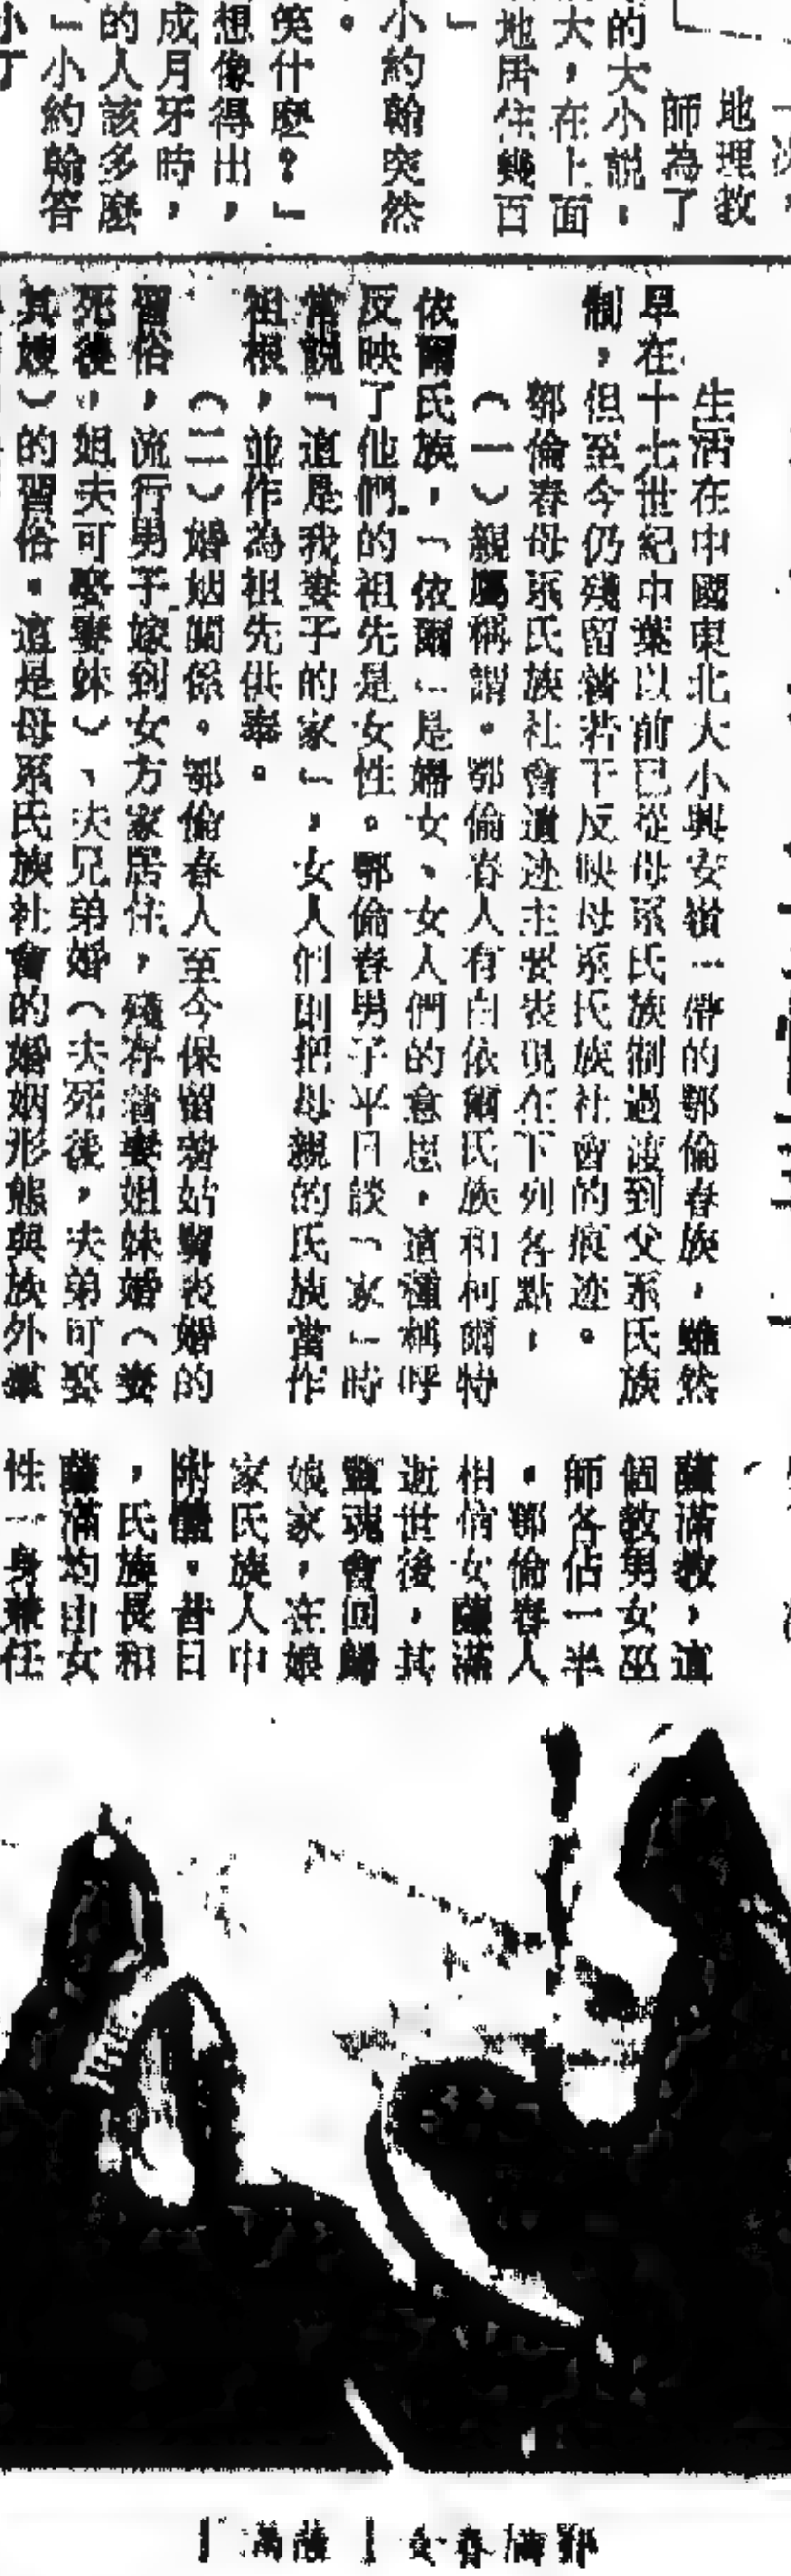 一次，
地理教
師為了
的大小說：
大，在上面
地居住幾百
」
小約翰突然
。
笑什麼？」
想像得出，
成月牙時，
的人該多麼
」小約翰答
生活在中國東北大小興安嶺一帶的鄂倫春族，雖然
早在十七世紀中葉以前已從母系氏族制過渡到父系氏族
制，但至今仍殘留着若干反映母系氏族社會的痕迹。
鄂倫春母系氏族社會遺迹主要表現在下列各點：
（一）親屬稱謂。鄂倫春人有白依爾氏族和柯爾特
依爾氏族，「依爾」是婦女、女人們的意思，這種稱呼
反映了他們的祖先是女性。鄂倫春男子平日談「家」時
常說「這是我妻子的家」，女人們則把母親的氏族當作
祖根，並作為祖先供奉。
（二）婚姻關係。鄂倫春人至今保留着姑舅表婚的
習俗，流行男子嫁到女方家居住，殘存着妻姐妹婚（妻
死後，姐夫可娶妻妹）、夫兄弟婚（夫死後，夫弟可娶
其嫂）的習俗。這是母系氏族社會的婚姻形態與族外
薩滿教，這
個教男女巫
師各佔一半
。鄂倫春人
相信女薩滿
逝世後，其
靈魂會回歸
娘家，在娘
家氏族人中
附體。昔日
，氏族長和
薩滿均由女
性一身兼任
鄂倫春女「薩滿」